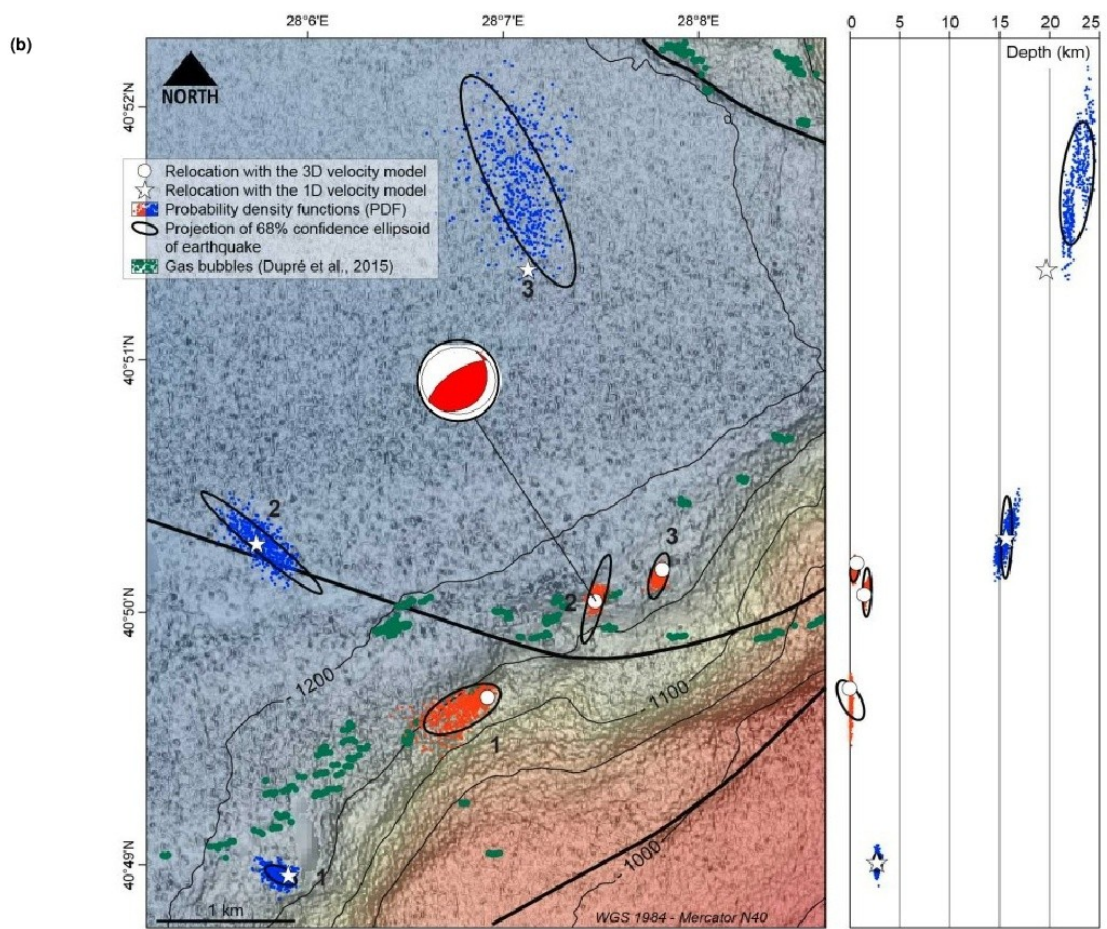 (b)
28°6'E 28°7'E 28°8'E
0 5 10 15 20 25
Depth (km)
NORTH
40°52'N
Relocation with the 3D velocity model
Relocation with the 1D velocity model
Probability density functions (PDF)
Projection of 68% confidence ellipsoid
of earthquake
Gas bubbles (Dupré et al., 2015)
3
40°51'N
2
3
2
40°50'N
1200
1100
1
1000
40°49'N
1
1 km
WGS 1984 - Mercator N40